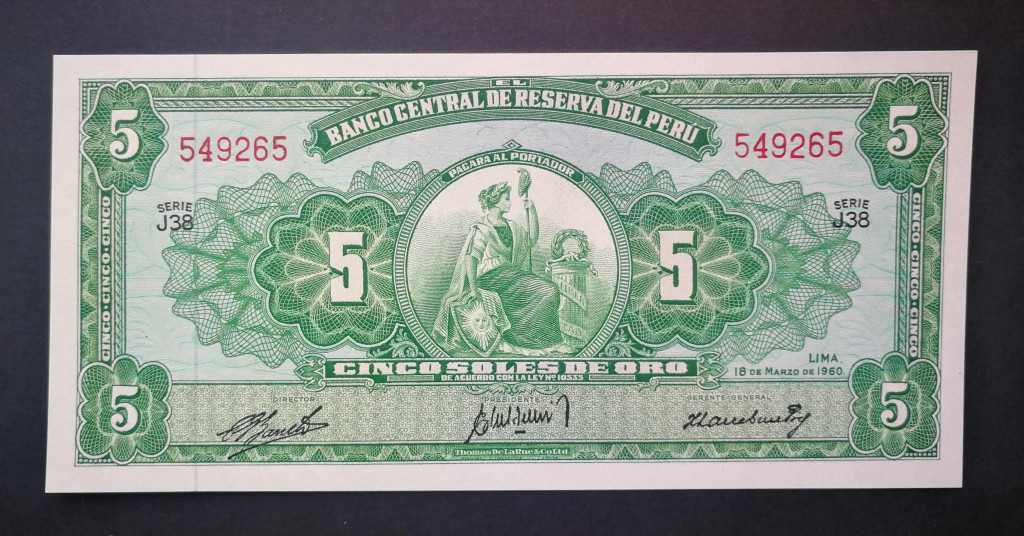 EL
BANCO CENTRAL DE RESERVA DEL PERÚ
5
5
549265
549265
PAGARA AL PORTADOR
SERIE
J38
SERIE
J38
5
5
CINCO·CINCO·CINCO
CINCO·CINCO·CINCO
CINCO SOLES DE ORO
DE ACUERDO CON LA LEY Nº 10535
LIMA.
18 DE MARZO DE 1960.
5
5
DIRECTOR
PRESIDENTE
GERENTE-GENERAL
Thomas De La Rue & Co. Ltd.